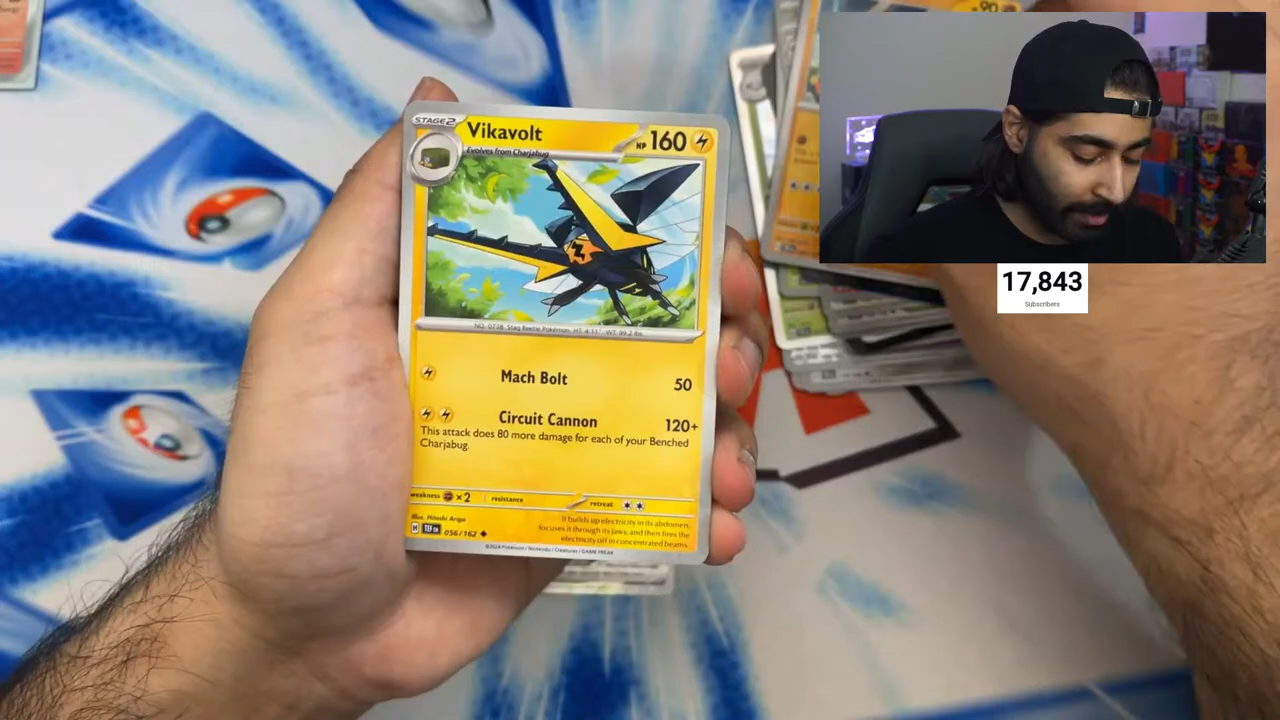 STAGE2
Vikavolt
HP 160
Evolves from Charjabug
NO. 0738 Stag Beetle Pokémon HT: 4'11" WT: 99.2 lbs.
Mach Bolt 50
Circuit Cannon 120+
This attack does 80 more damage for each of your Benched
Charjabug.
weakness ×2 resistance retreat
Illus. Hitoshi Ariga
H TEF EN 056/162
It builds up electricity in its abdomen,
focuses it through its jaws, and then fires the
electricity off in concentrated beams.
©2024 Pokémon / Nintendo / Creatures / GAME FREAK
90
17,843
Subscribers